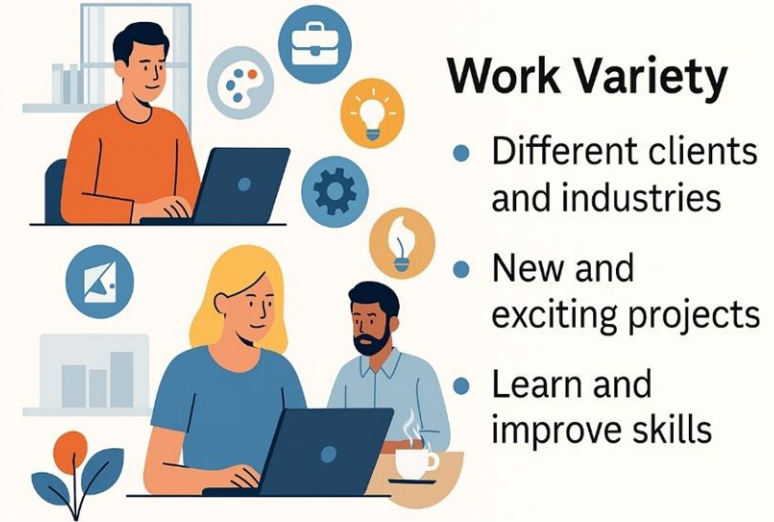 Work Variety
• Different clients
and industries
• New and
exciting projects
• Learn and
improve skills